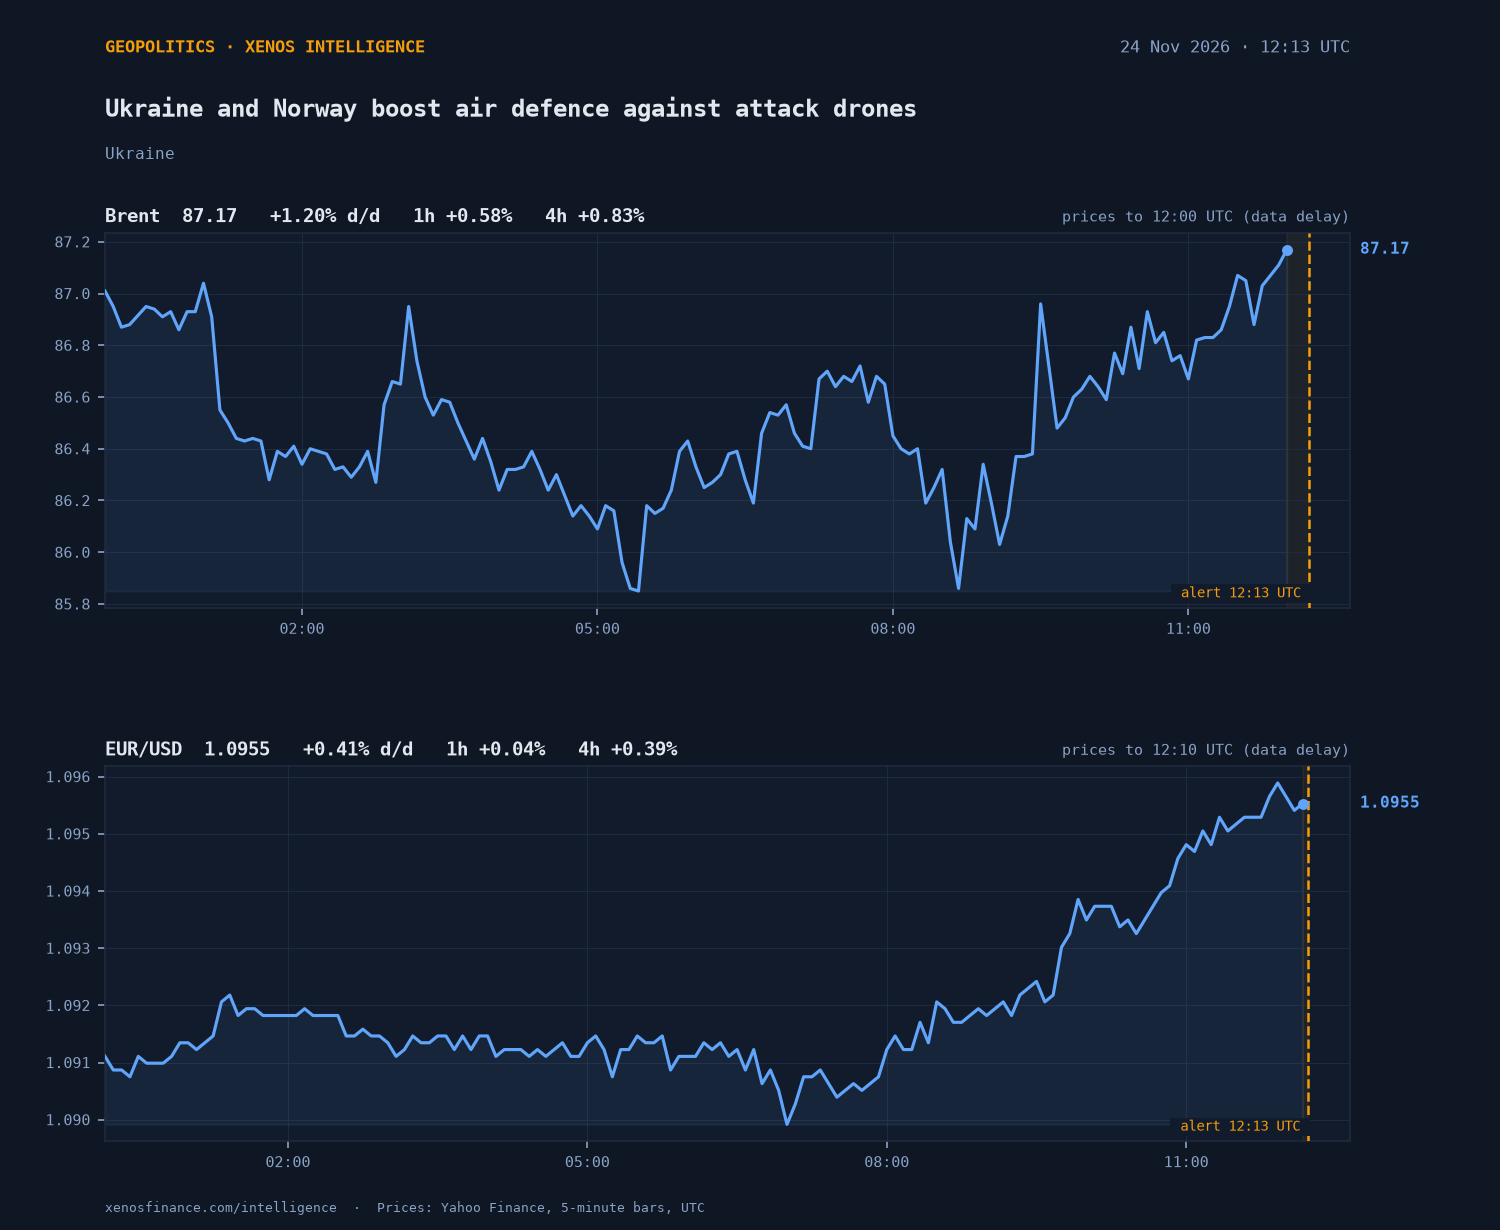 GEOPOLITICS · XENOS INTELLIGENCE
24 Nov 2026 · 12:13 UTC
Ukraine and Norway boost air defence against attack drones
Ukraine
Brent 87.17 +1.20% d/d 1h +0.58% 4h +0.83%
prices to 12:00 UTC (data delay)
87.2
87.0
86.8
86.6
86.4
86.2
86.0
85.8
87.17
alert 12:13 UTC
02:00 05:00 08:00 11:00
EUR/USD 1.0955 +0.41% d/d 1h +0.04% 4h +0.39%
prices to 12:10 UTC (data delay)
1.096
1.095
1.094
1.093
1.092
1.091
1.090
1.0955
alert 12:13 UTC
02:00 05:00 08:00 11:00
xenosfinance.com/intelligence · Prices: Yahoo Finance, 5-minute bars, UTC